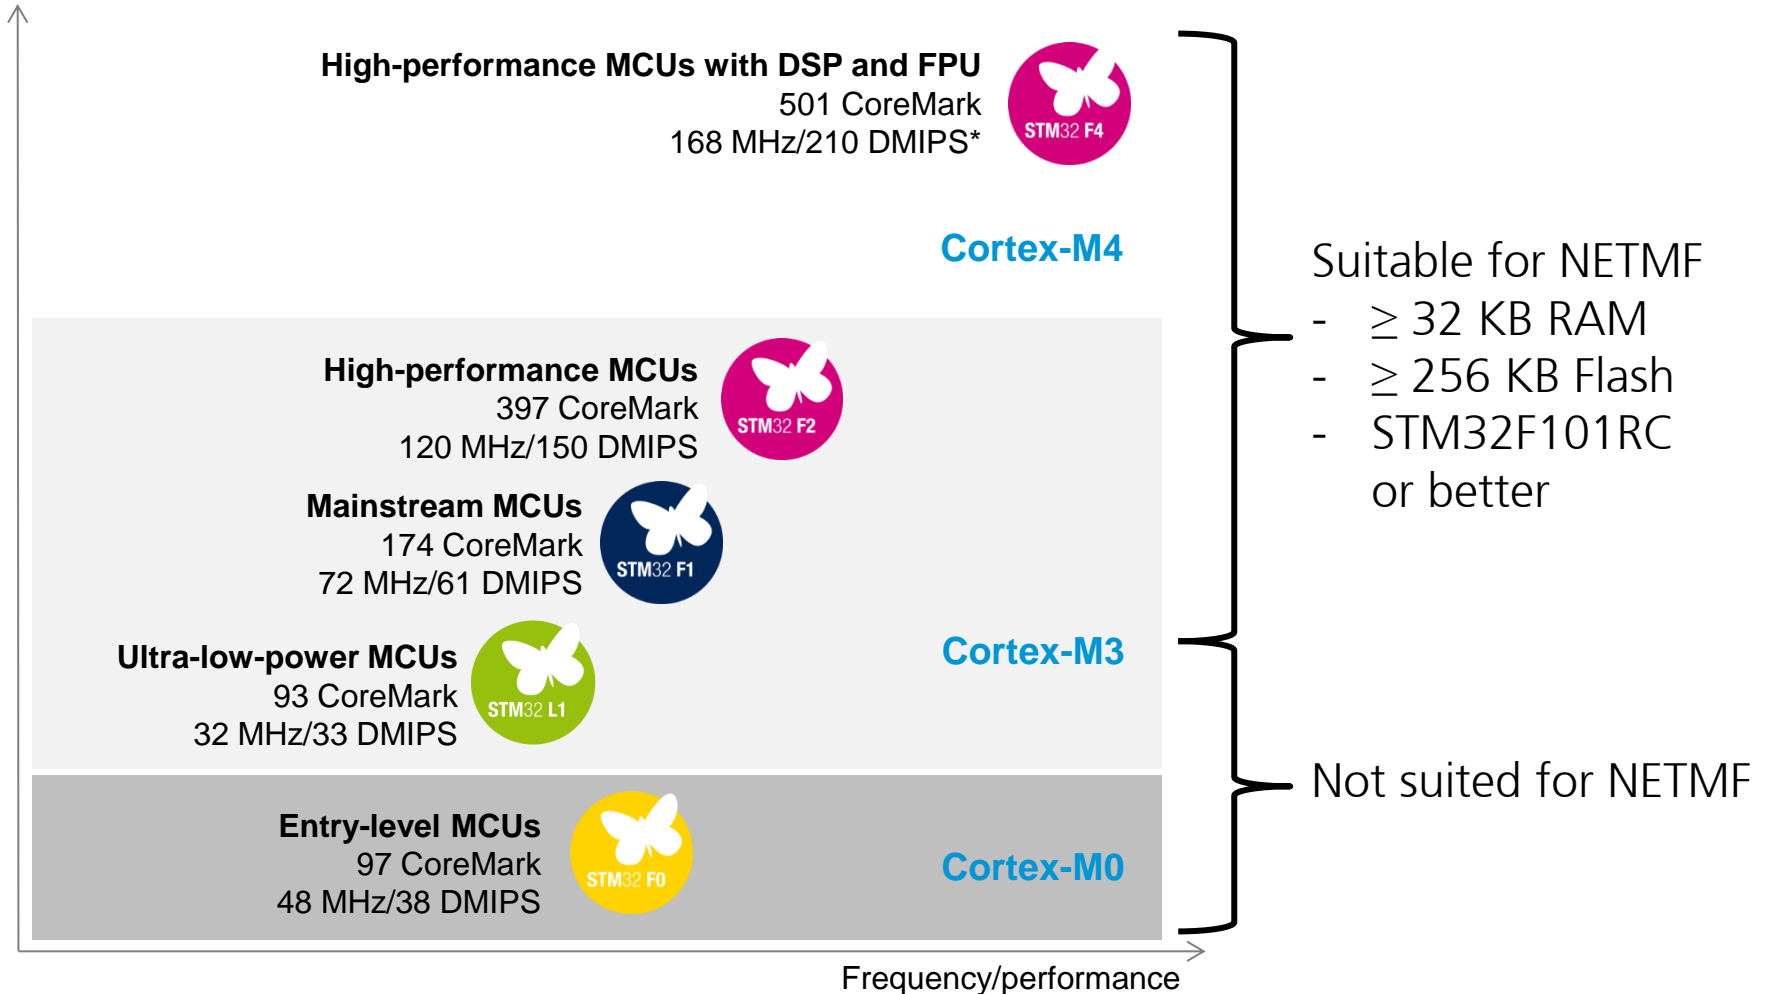 High-performance MCUs with DSP and FPU
501 CoreMark
168 MHz/210 DMIPS*
STM32 F4
Cortex-M4
High-performance MCUs
397 CoreMark
120 MHz/150 DMIPS
STM32 F2
Mainstream MCUs
174 CoreMark
72 MHz/61 DMIPS
STM32 F1
Ultra-low-power MCUs
93 CoreMark
32 MHz/33 DMIPS
STM32 L1
Cortex-M3
Entry-level MCUs
97 CoreMark
48 MHz/38 DMIPS
STM32 F0
Cortex-M0
Frequency/performance
Suitable for NETMF
- ≥ 32 KB RAM
- ≥ 256 KB Flash
- STM32F101RC
or better
Not suited for NETMF